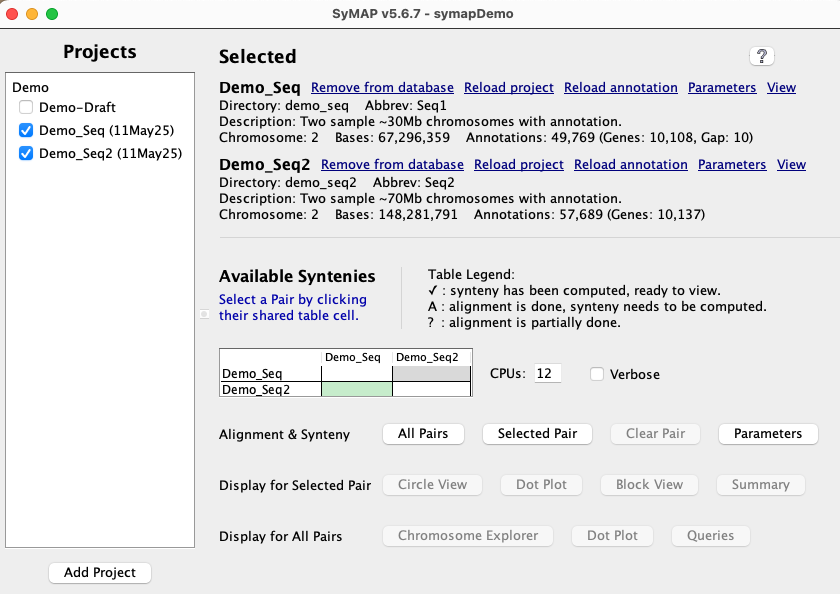 SyMAP v5.6.7 - symapDemo
Projects
Demo
Demo-Draft
Demo_Seq (11May25)
Demo_Seq2 (11May25)
Add Project
Selected
?
Demo_Seq Remove from database Reload project Reload annotation Parameters View
Directory: demo_seq Abbrev: Seq1
Description: Two sample ~30Mb chromosomes with annotation.
Chromosome: 2 Bases: 67,296,359 Annotations: 49,769 (Genes: 10,108, Gap: 10)
Demo_Seq2 Remove from database Reload project Reload annotation Parameters View
Directory: demo_seq2 Abbrev: Seq2
Description: Two sample ~70Mb chromosomes with annotation.
Chromosome: 2 Bases: 148,281,791 Annotations: 57,689 (Genes: 10,137)
Available Syntenies
Select a Pair by clicking
their shared table cell.
Table Legend:
✓ : synteny has been computed, ready to view.
A : alignment is done, synteny needs to be computed.
? : alignment is partially done.
Demo_Seq Demo_Seq2
Demo_Seq
Demo_Seq2
CPUs: 12 Verbose
Alignment & Synteny All Pairs Selected Pair Clear Pair Parameters
Display for Selected Pair Circle View Dot Plot Block View Summary
Display for All Pairs Chromosome Explorer Dot Plot Queries